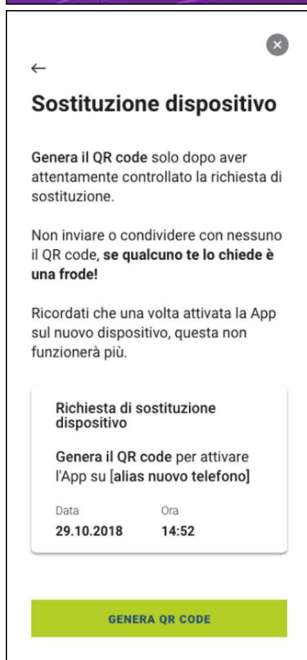 Sostituzione dispositivo
Genera il QR code solo dopo aver
attentamente controllato la richiesta di
sostituzione.
Non inviare o condividere con nessuno
il QR code, se qualcuno te lo chiede è
una frode!
Ricordati che una volta attivata la App
sul nuovo dispositivo, questa non
funzionerà più.
Richiesta di sostituzione
dispositivo
Genera il QR code per attivare
l'App su [alias nuovo telefono]
Data Ora
29.10.2018 14:52
GENERA QR CODE